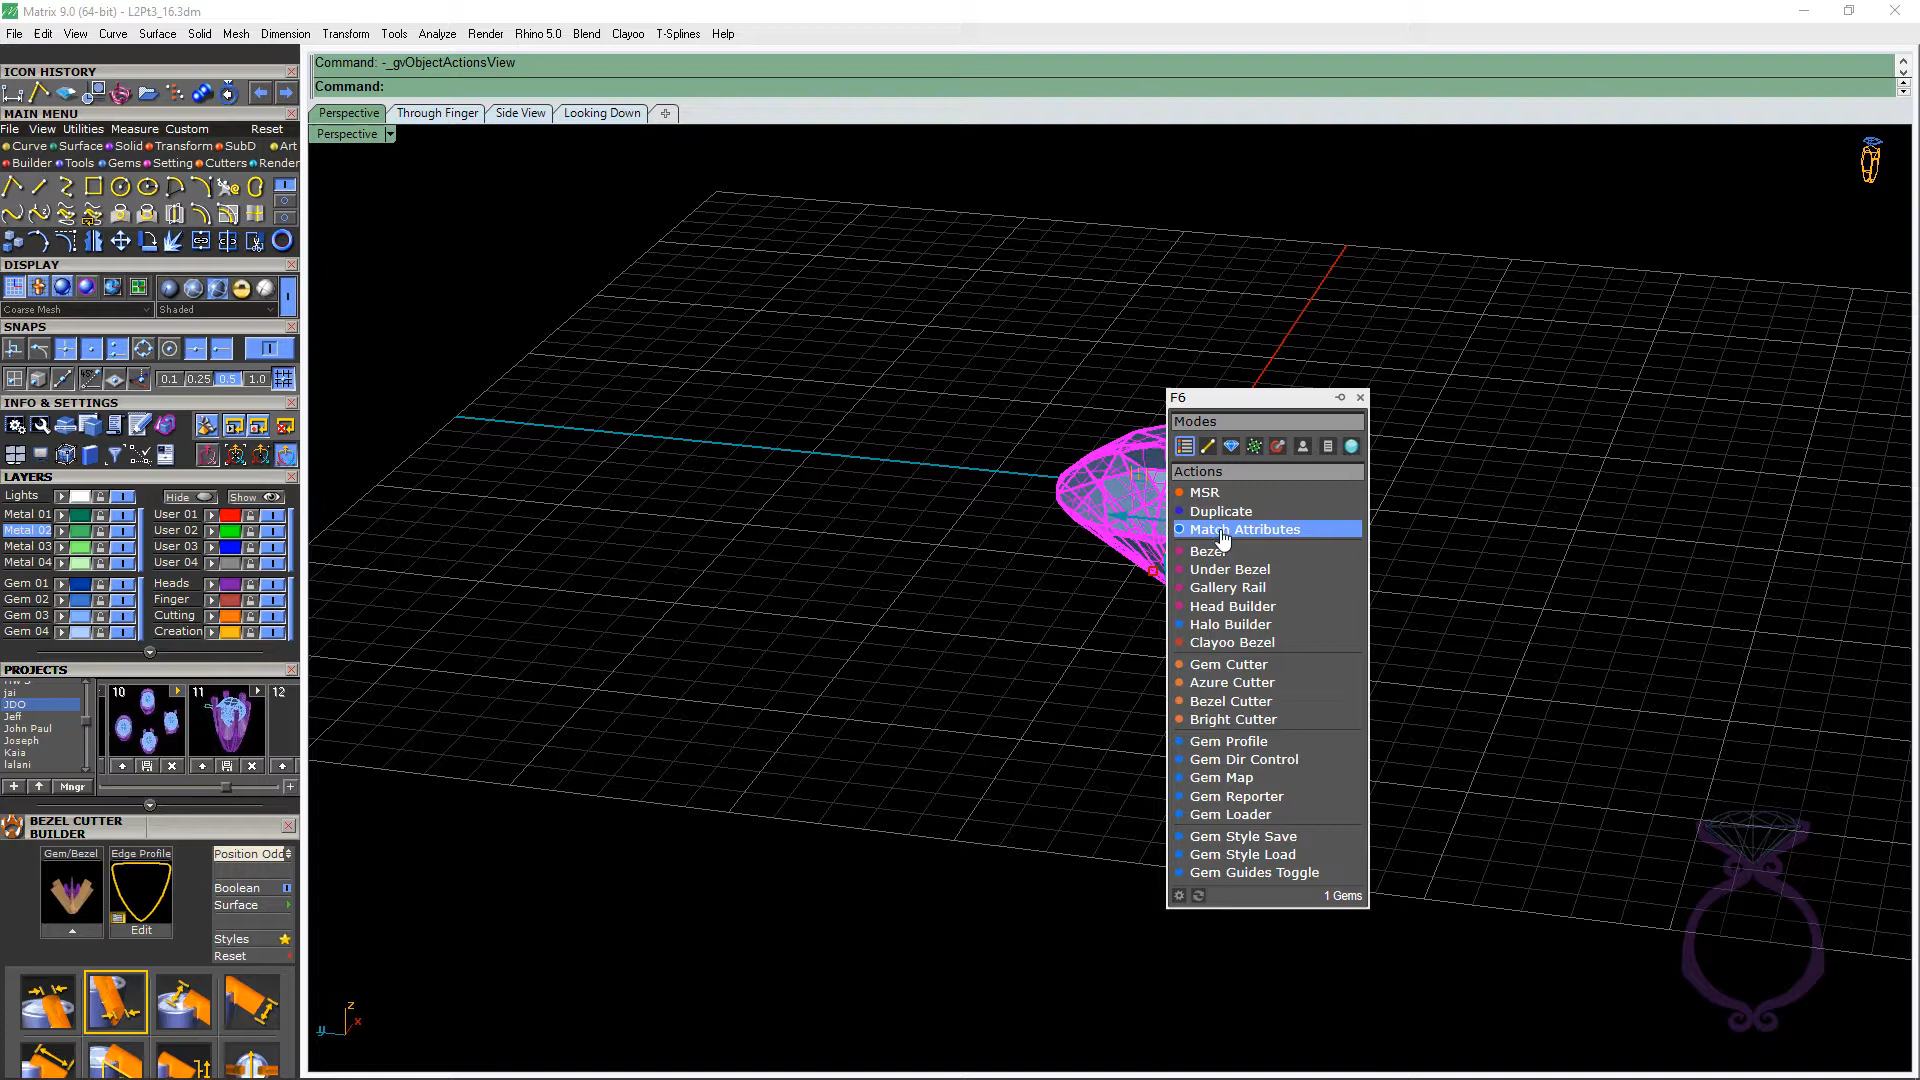 Matrix 9.0 (64-bit) - L2Pt3_16.3dm
File Edit View Curve Surface Solid Mesh Dimension Transform Tools Analyze Render Rhino 5.0 Blend Clayoo T-Splines Help
ICON HISTORY
Command: -_gvObjectActionsView
Command:
MAIN MENU
File View Utilities Measure Custom Reset
Curve Surface Solid Transform SubD Art
Builder Tools Gems Setting Cutters Render
Perspective Through Finger Side View Looking Down
Perspective
DISPLAY
Coarse Mesh Shaded
SNAPS
0.1 0.25 0.5 1.0
INFO & SETTINGS
LAYERS
Lights Hide Show
Metal 01 User 01
Metal 02 User 02
Metal 03 User 03
Metal 04 User 04
Gem 01 Heads
Gem 02 Finger
Gem 03 Cutting
Gem 04 Creation
PROJECTS
jai
JDO
Jeff
John Paul
Joseph
Kaia
lalani
10 11 12
Mngr
BEZEL CUTTER
BUILDER
Gem/Bezel Edge Profile Position Odd
Boolean
Surface
Edit
Styles
Reset
F6
Modes
Actions
MSR
Duplicate
Match Attributes
Bezel
Under Bezel
Gallery Rail
Head Builder
Halo Builder
Clayoo Bezel
Gem Cutter
Azure Cutter
Bezel Cutter
Bright Cutter
Gem Profile
Gem Dir Control
Gem Map
Gem Reporter
Gem Loader
Gem Style Save
Gem Style Load
Gem Guides Toggle
1 Gems
z
y x